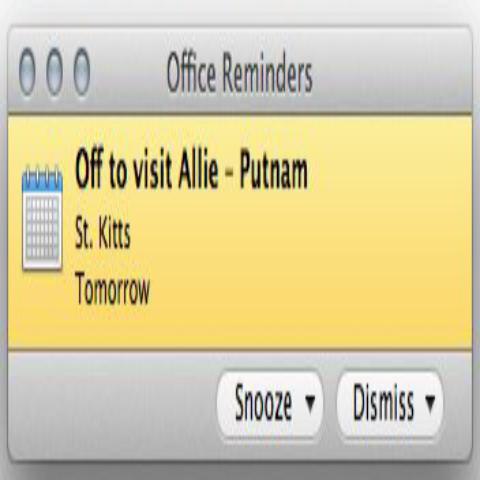 Office Reminders
Off to visit Allie - Putnam
St. Kitts
Tomorrow
Snooze
Dismiss